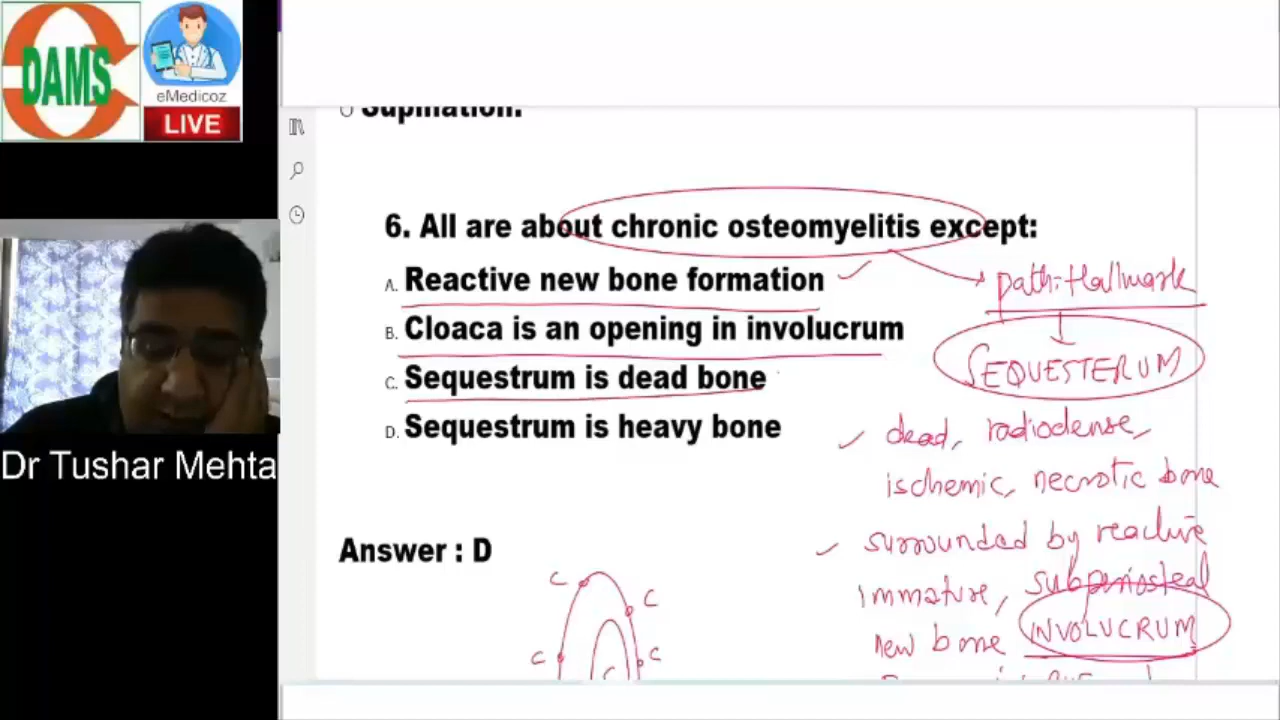 DAMS
eMedicoz
LIVE
Dr Tushar Mehta
Supination.
6. All are about chronic osteomyelitis except:
A. Reactive new bone formation
B. Cloaca is an opening in involucrum
C. Sequestrum is dead bone
D. Sequestrum is heavy bone
Answer : D
path: Hallmark
SEQUESTERUM
dead, radiodense,
ischemic, necrotic bone
surrounded by reactive
immature, subperiosteal
new bone INVOLUCRUM
C
C
C
C
C